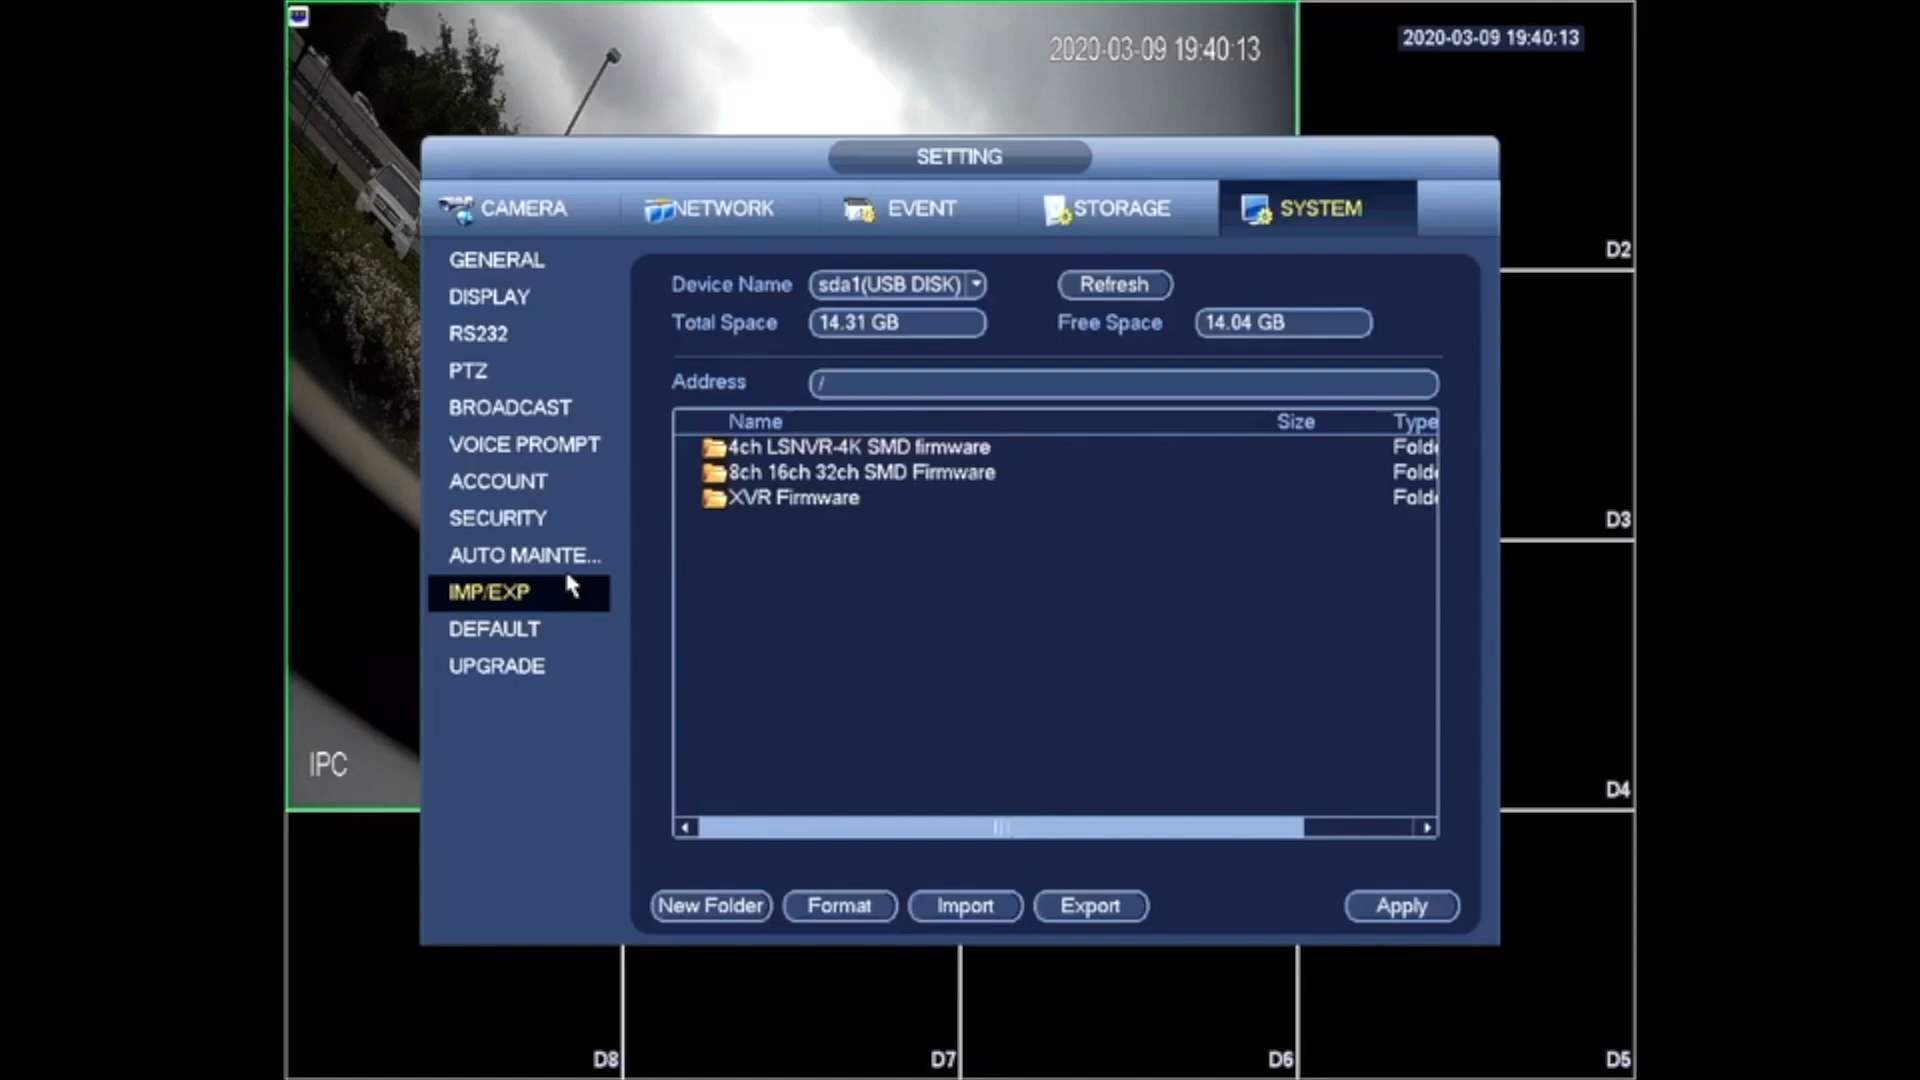 2020-03-09 19:40:13
2020-03-09 19:40:13
SETTING
CAMERA
NETWORK
EVENT
STORAGE
SYSTEM
GENERAL
DISPLAY
RS232
PTZ
BROADCAST
VOICE PROMPT
ACCOUNT
SECURITY
AUTO MAINTE...
IMP/EXP
DEFAULT
UPGRADE
Device Name sda1(USB DISK) Refresh
Total Space 14.31 GB Free Space 14.04 GB
Address /
Name Size Type
4ch LSNVR-4K SMD firmware Folde
8ch 16ch 32ch SMD Firmware Folde
XVR Firmware Folde
New Folder Format Import Export Apply
IPC
D2
D3
D4
D8 D7 D6 D5